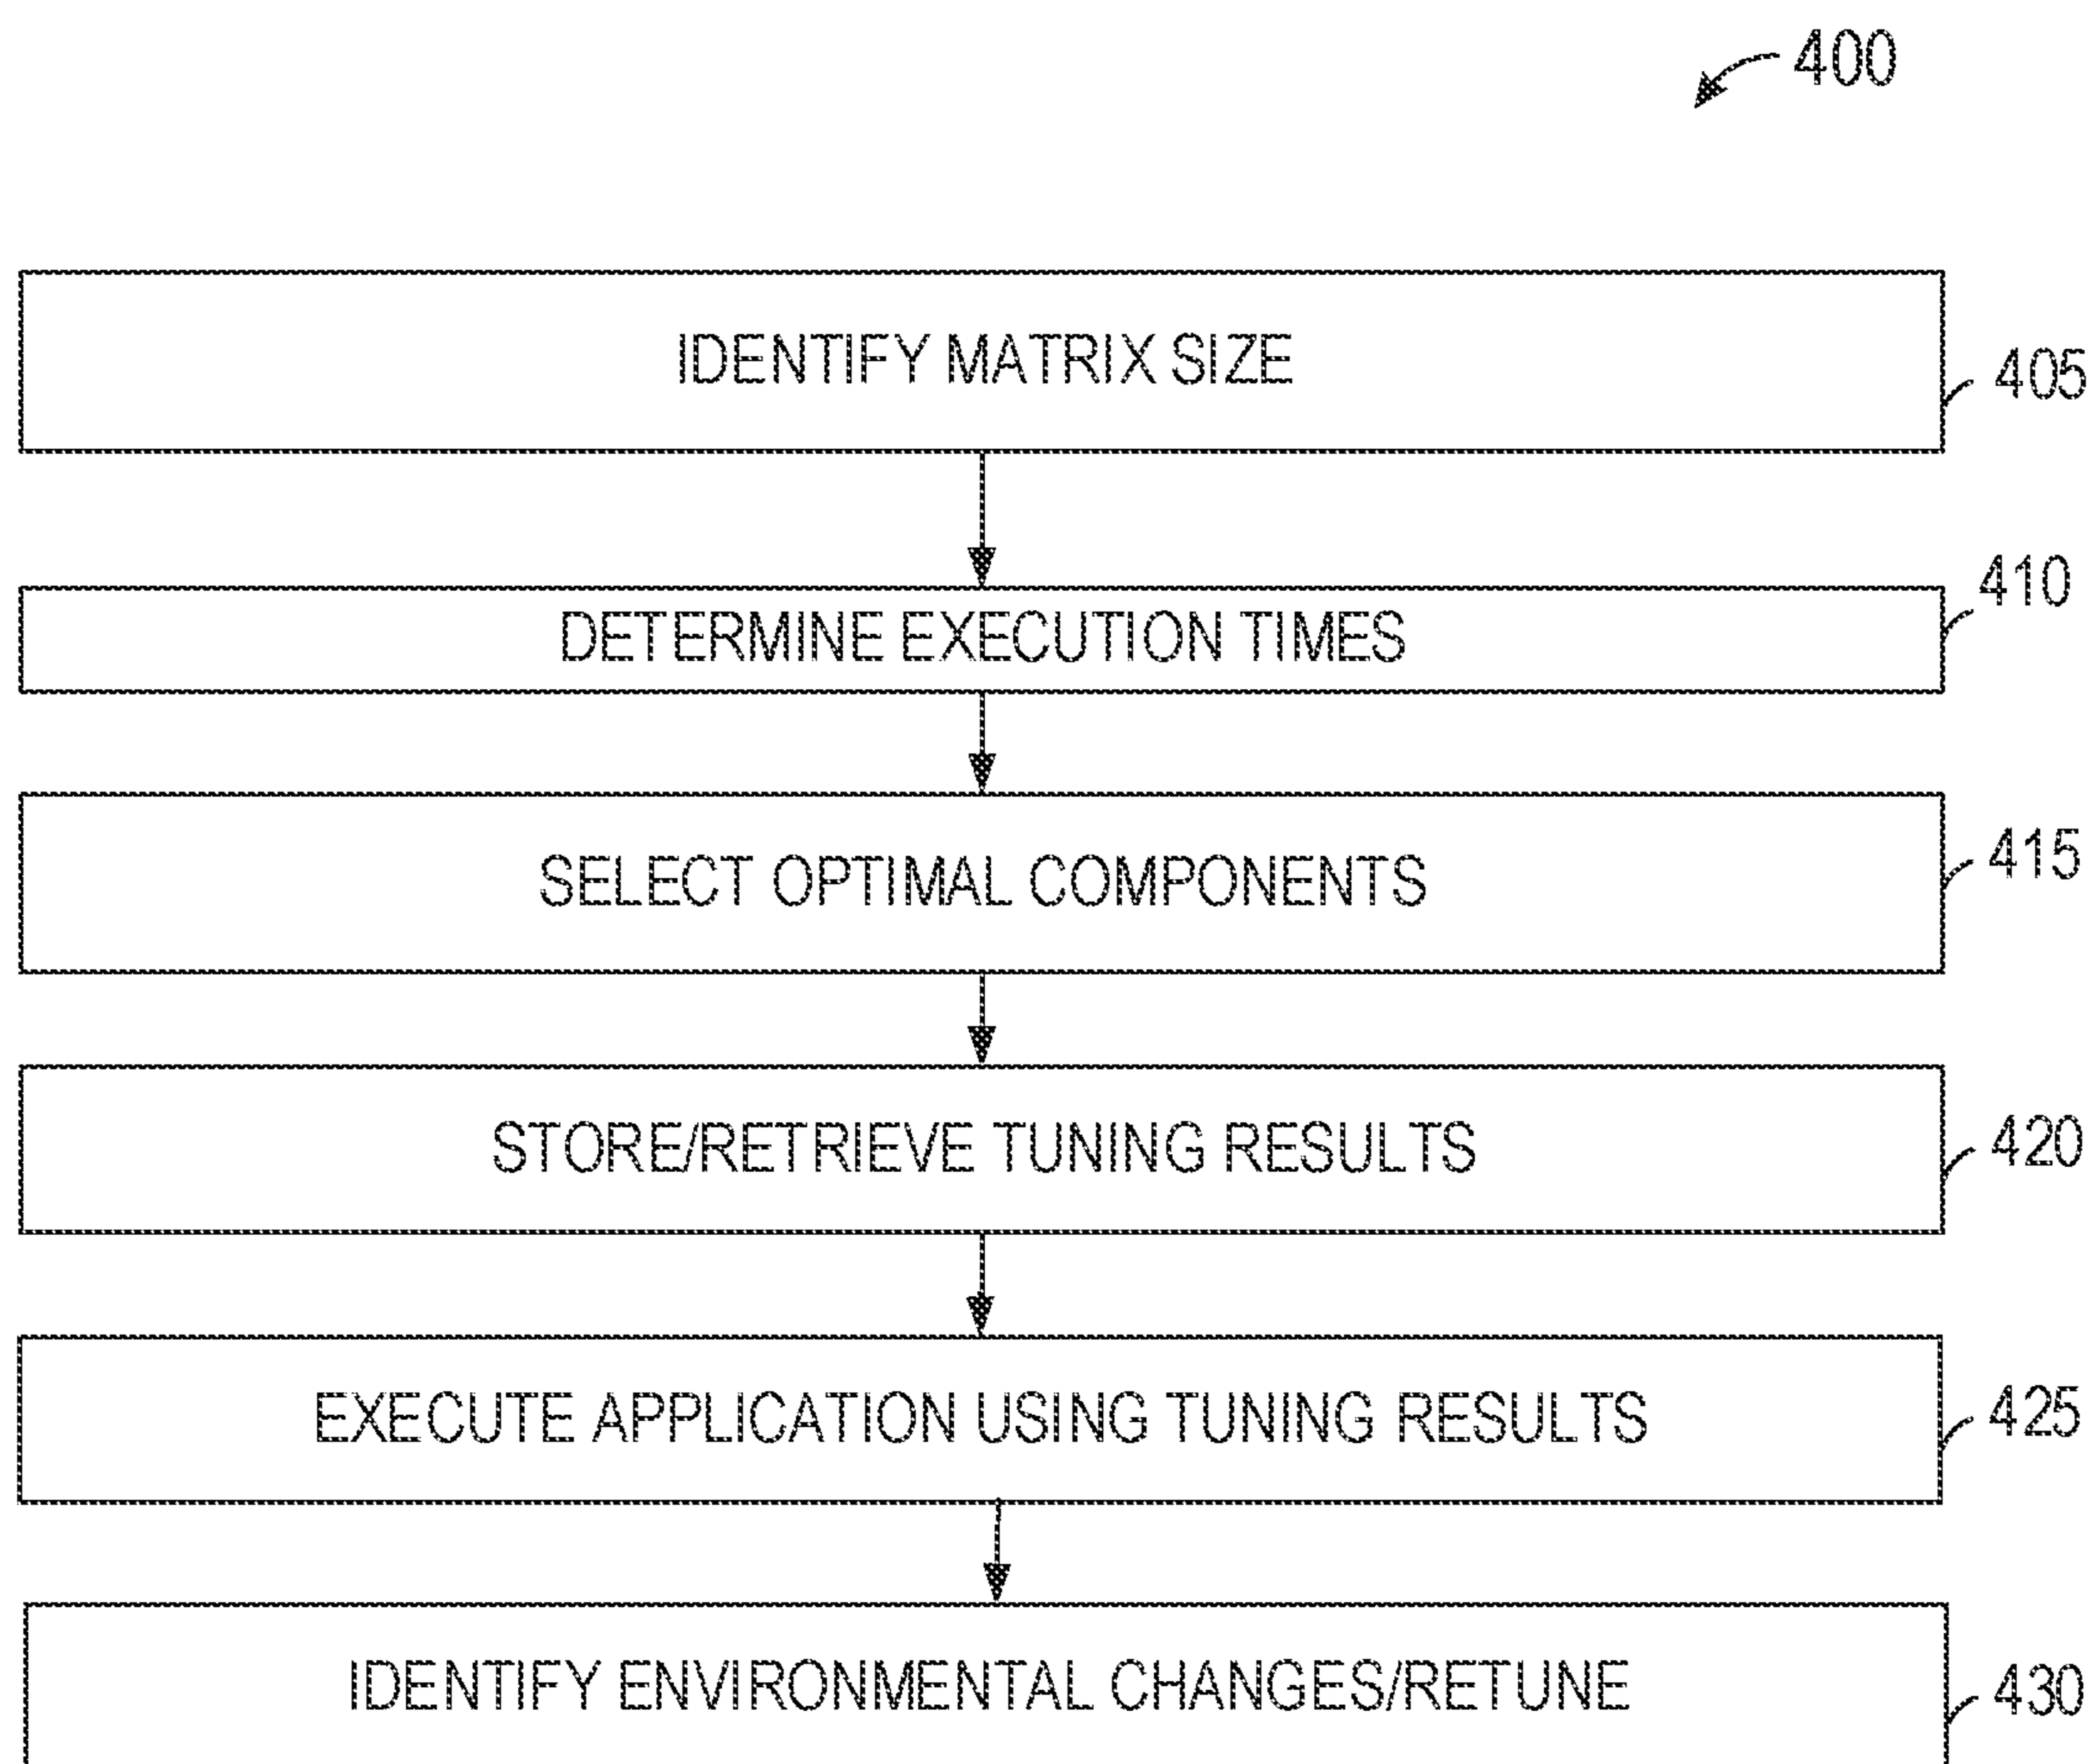 400
IDENTIFY MATRIX SIZE
405
DETERMINE EXECUTION TIMES
410
SELECT OPTIMAL COMPONENTS
415
STORE/RETRIEVE TUNING RESULTS
420
EXECUTE APPLICATION USING TUNING RESULTS
425
IDENTIFY ENVIRONMENTAL CHANGES/RETUNE
430